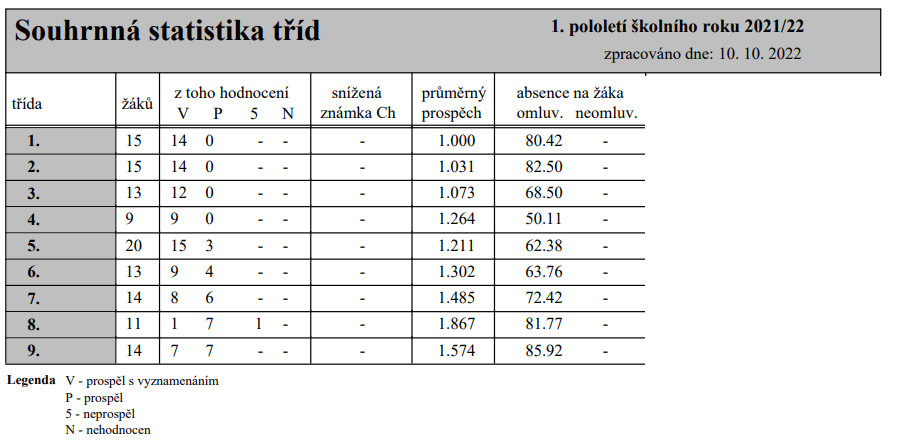 Souhrnná statistika tříd
1. pololetí školního roku 2021/22
zpracováno dne: 10. 10. 2022
třída žáků z toho hodnocení snížená průměrný absence na žáka
V P 5 N známka Ch prospěch omluv. neomluv.
1. 15 14 0 - - - 1.000 80.42 -
2. 15 14 0 - - - 1.031 82.50 -
3. 13 12 0 - - - 1.073 68.50 -
4. 9 9 0 - - - 1.264 50.11 -
5. 20 15 3 - - - 1.211 62.38 -
6. 13 9 4 - - - 1.302 63.76 -
7. 14 8 6 - - - 1.485 72.42 -
8. 11 1 7 1 - - 1.867 81.77 -
9. 14 7 7 - - - 1.574 85.92 -
Legenda V - prospěl s vyznamenáním
P - prospěl
5 - neprospěl
N - nehodnocen